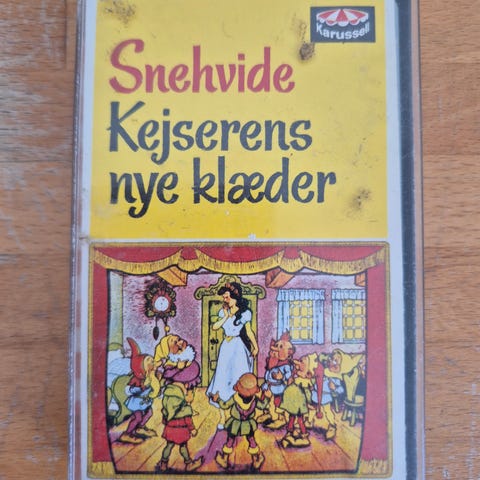 Karussell
Snehvide
Kejserens
nye klæder